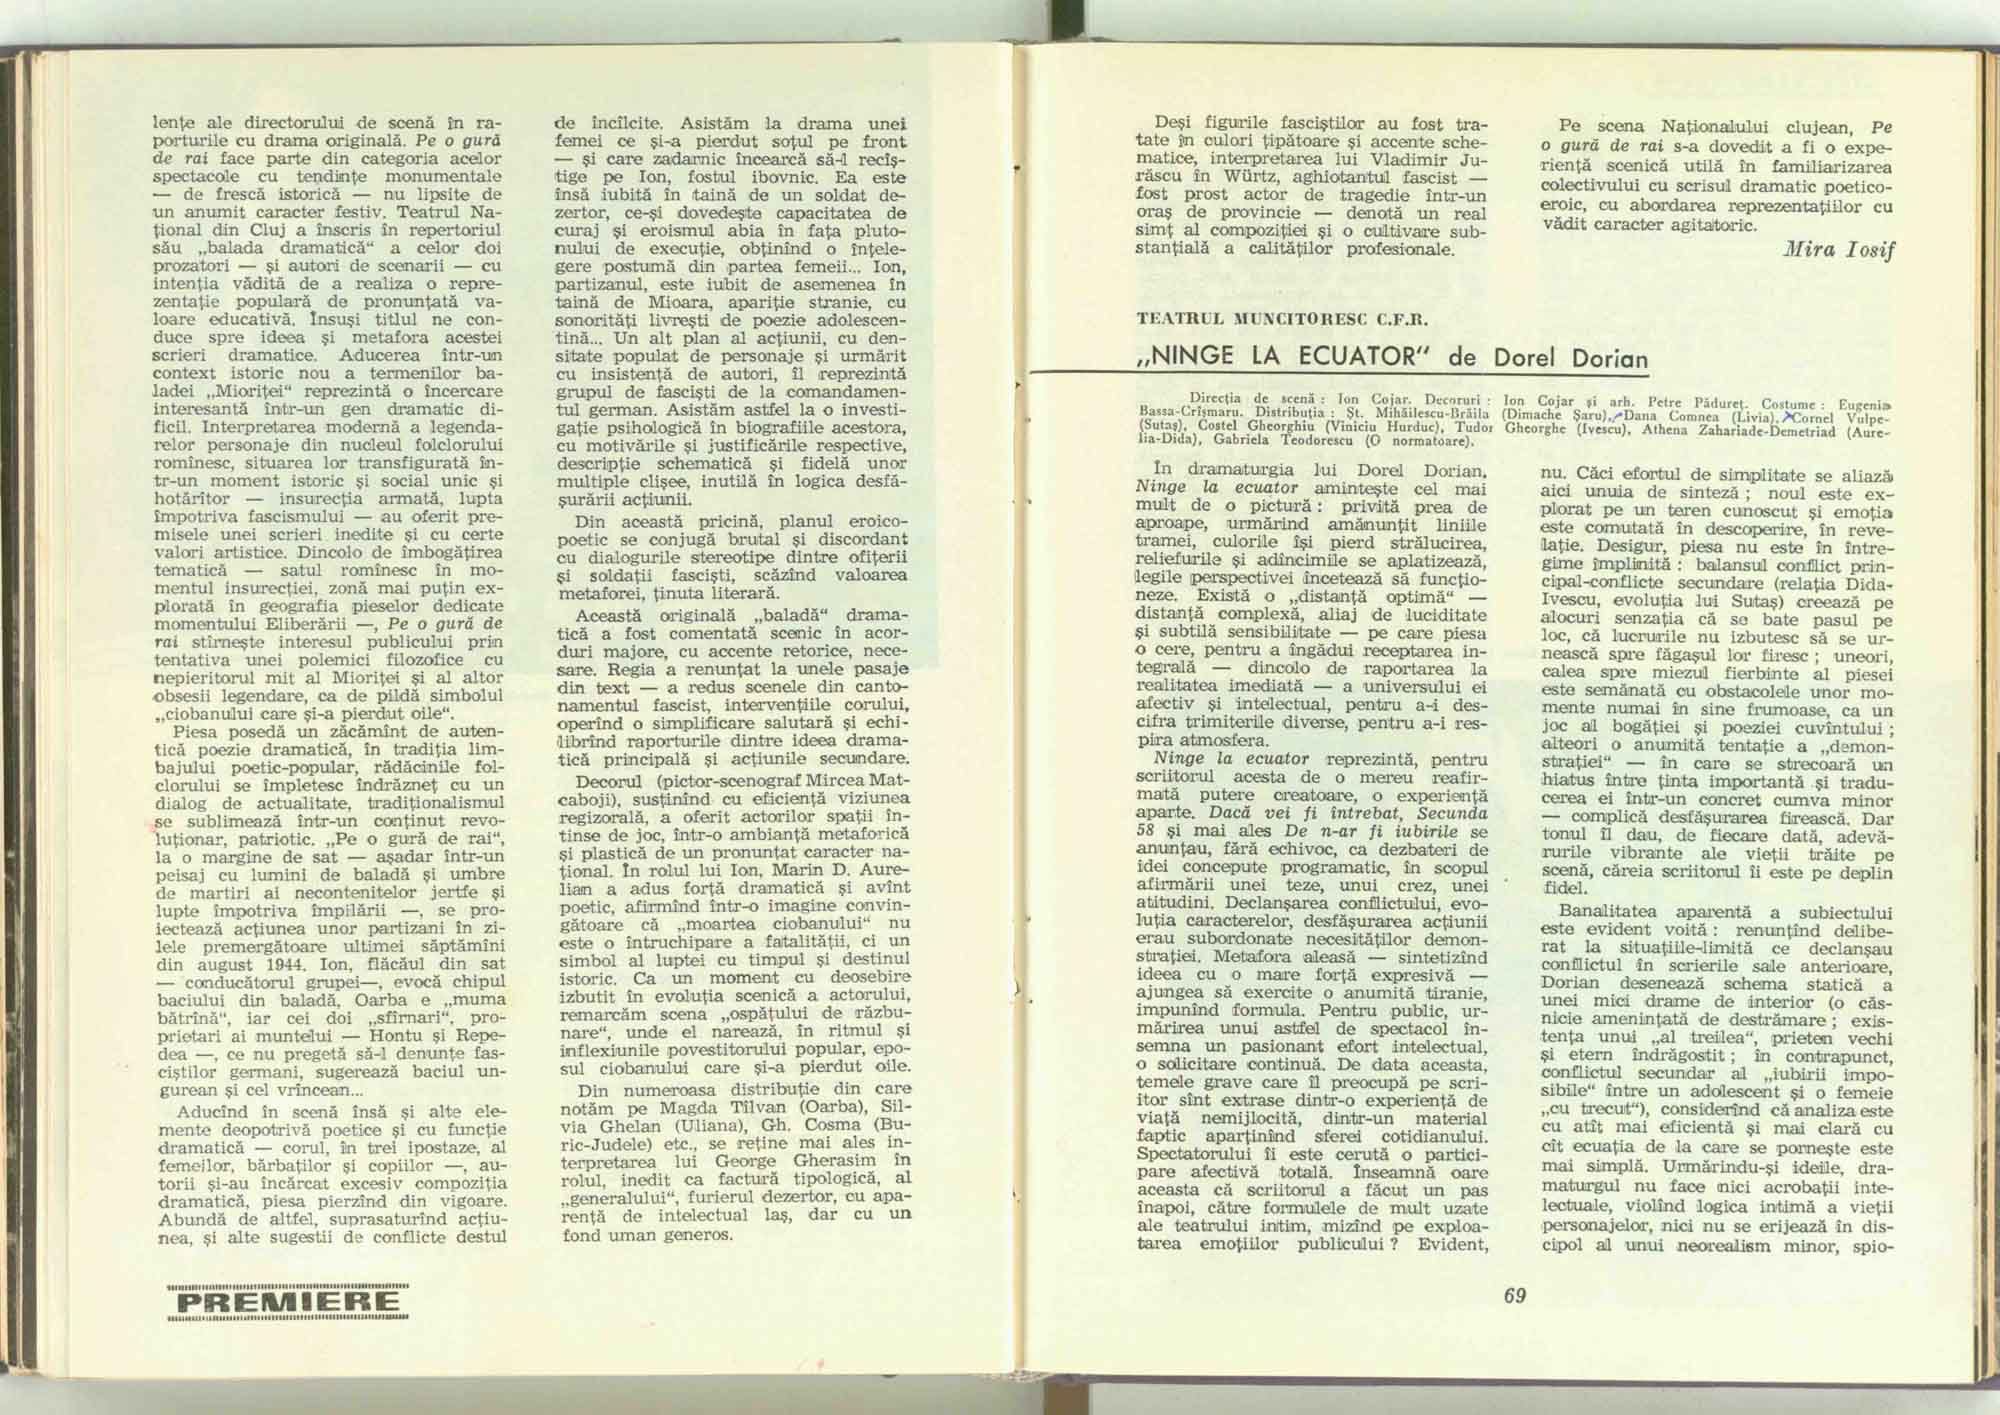 lențe ale directorului de scenă în ra-
porturile cu drama originală. Pe o gură
de rai face parte din categoria acelor
spectacole cu tendințe monumentale
— de frescă istorică — nu lipsite de
un anumit caracter festiv. Teatrul Na-
țional din Cluj a înscris în repertoriul
său „balada dramatică“ a celor doi
prozatori — și autori de scenarii — cu
intenția vădită de a realiza o repre-
zentație populară de pronunțată va-
loare educativă. Însuși titlul ne con-
duce spre ideea și metafora acestei
scrieri dramatice. Aducerea într-un
context istoric nou a termenilor ba-
ladei „Miorița“ reprezintă o încercare
interesantă într-un gen dramatic di-
ficil. Interpretarea modernă a legenda-
relor personaje din nucleul folclorului
romînesc, situarea lor transfigurată în-
tr-un moment istoric și social unic și
hotărîtor — insurecția armată, lupta
împotriva fascismului — au oferit pre-
misele unei scrieri inedite și cu certe
valori artistice. Dincolo de îmbogățirea
tematică — satul romînesc în mo-
mentul insurecției, zonă mai puțin ex-
plorată în geografia pieselor dedicate
momentului Eliberării —, Pe o gură de
rai stîrnește interesul publicului prin
tentativa unei polemici filozofice cu
nepieritorul mit al Mioriței și al altor
obsesii legendare, ca de pildă simbolul
„ciobanului care și-a pierdut oile“.
Piesa posedă un zăcămînt de auten-
tică poezie dramatică, în tradiția lim-
bajului poetic-popular, rădăcinile fol-
clorului se împletesc îndrăzneț cu un
dialog de actualitate, tradiționalismul
se sublimează într-un conținut revo-
luționar, patriotic. „Pe o gură de rai“,
la o margine de sat — așadar într-un
peisaj cu lumini de baladă și umbre
de martiri ai necontenitelor jertfe și
lupte împotriva împilării —, se pro-
iectează acțiunea unor partizani în zi-
lele premergătoare ultimei săptămîni
din august 1944. Ion, flăcăul din sat
— conducătorul grupei—, evocă chipul
baciului din baladă, Oarba e „muma
bătrînă“, iar cei doi „sfîrnari“, pro-
prietari ai muntelui — Hontu și Repe-
dea —, ce nu pregetă să-l denunțe fas-
ciștilor germani, sugerează baciul un-
gurean și cel vrîncean...
Aducînd în scenă însă și alte ele-
mente deopotrivă poetice și cu funcție
dramatică — corul, în trei ipostaze, al
femeilor, bărbaților și copiilor —, au-
torii și-au încărcat excesiv compoziția
dramatică, piesa pierzînd din vigoare.
Abundă de altfel, suprasaturînd acțiu-
nea, și alte sugestii de conflicte destul
PREMIERE
de încîlcite. Asistăm la drama unei
femei ce și-a pierdut soțul pe front
— și care zadarnic încearcă să-l recîș-
tige pe Ion, fostul ibovnic. Ea este
însă iubită în taină de un soldat de-
zertor, ce-și dovedește capacitatea de
curaj și eroismul abia în fața pluto-
nului de execuție, obținînd o înțele-
gere postumă din partea femeii... Ion,
partizanul, este iubit de asemenea în
taină de Mioara, apariție stranie, cu
sonorități livrești de poezie adolescen-
tină... Un alt plan al acțiunii, cu den-
sitate populat de personaje și urmărit
cu insistență de autori, îl reprezintă
grupul de fasciști de la comandamen-
tul german. Asistăm astfel la o investi-
gație psihologică în biografiile acestora,
cu motivările și justificările respective,
descripție schematică și fidelă unor
multiple clișee, inutilă în logica desfă-
șurării acțiunii.
Din această pricină, planul eroico-
poetic se conjugă brutal și discordant
cu dialogurile stereotipe dintre ofițerii
și soldații fasciști, scăzînd valoarea
metaforei, ținuta literară.
Această originală „baladă“ drama-
tică a fost comentată scenic în acor-
duri majore, cu accente retorice, nece-
sare. Regia a renunțat la unele pasaje
din text — a redus scenele din canto-
namentul fascist, intervențiile corului,
operînd o simplificare salutară și echi-
librînd raporturile dintre ideea drama-
tică principală și acțiunile secundare.
Decorul (pictor-scenograf Mircea Mat-
caboji), susținînd cu eficiență viziunea
regizorală, a oferit actorilor spații în-
tinse de joc, într-o ambianță metaforică
și plastică de un pronunțat caracter na-
țional. În rolul lui Ion, Marin D. Aure-
lian a adus forță dramatică și avînt
poetic, afirmînd într-o imagine convin-
gătoare că „moartea ciobanului“ nu
este o întruchipare a fatalității, ci un
simbol al luptei cu timpul și destinul
istoric. Ca un moment cu deosebire
izbutit în evoluția scenică a actorului,
remarcăm scena „ospățului de răzbu-
nare“, unde el narează, în ritmul și
inflexiunile povestitorului popular, epo-
sul ciobanului care și-a pierdut oile.
Din numeroasa distribuție din care
notăm pe Magda Tîlvan (Oarba), Sil-
via Ghelan (Uliana), Gh. Cosma (Bu-
ric-Judele) etc., se reține mai ales in-
terpretarea lui George Gherasim în
rolul, inedit ca factură tipologică, al
„generalului“, furierul dezertor, cu apa-
rență de intelectual laș, dar cu un
fond uman generos.
Deși figurile fasciștilor au fost tra-
tate în culori țipătoare și accente sche-
matice, interpretarea lui Vladimir Ju-
răscu în Würtz, aghiotantul fascist —
fost prost actor de tragedie într-un
oraș de provincie — denotă un real
simț al compoziției și o cultivare sub-
stanțială a calităților profesionale.
Pe scena Naționalului clujean, Pe
o gură de rai s-a dovedit a fi o expe-
riență scenică utilă în familiarizarea
colectivului cu scrisul dramatic poetico-
eroic, cu abordarea reprezentațiilor cu
vădit caracter agitatoric.
Mira Iosif
TEATRUL MUNCITORESC C.F.R.
„NINGE LA ECUATOR“ de Dorel Dorian
Direcția de scenă : Ion Cojar. Decoruri : Ion Cojar și arh. Petre Pădureț. Costume : Eugenia
Bassa-Crîșmaru. Distribuția : Șt. Mihăilescu-Brăila (Dimache Șaru), Dana Comnea (Livia), Cornel Vulpe-
(Sutaș), Costel Gheorghiu (Viniciu Hurduc), Tudor Gheorghe (Ivescu), Athena Zahariade-Demetriad (Aure-
lia-Dida), Gabriela Teodorescu (O normatoare).
În dramaturgia lui Dorel Dorian,
Ninge la ecuator amintește cel mai
mult de o pictură : privită prea de
aproape, urmărind amănunțit liniile
tramei, culorile își pierd strălucirea,
reliefurile și adîncimile se aplatizează,
legile perspectivei încetează să funcțio-
neze. Există o „distanță optimă“ —
distanță complexă, aliaj de luciditate
și subtilă sensibilitate — pe care piesa
o cere, pentru a îngădui receptarea in-
tegrală — dincolo de raportarea la
realitatea imediată — a universului ei
afectiv și intelectual, pentru a-i des-
cifra trimiterile diverse, pentru a-i res-
pira atmosfera.
Ninge la ecuator reprezintă, pentru
scriitorul acesta de o mereu reafir-
mată putere creatoare, o experiență
aparte. Dacă vei fi întrebat, Secunda
58 și mai ales De n-ar fi iubirile se
anunțau, fără echivoc, ca dezbateri de
idei concepute programatic, în scopul
afirmării unei teze, unui crez, unei
atitudini. Declanșarea conflictului, evo-
luția caracterelor, desfășurarea acțiunii
erau subordonate necesităților demon-
strației. Metafora aleasă — sintetizînd
ideea cu o mare forță expresivă —
ajungea să exercite o anumită tiranie,
impunînd formula. Pentru public, ur-
mărirea unui astfel de spectacol în-
semna un pasionant efort intelectual,
o solicitare continuă. De data aceasta,
temele grave care îl preocupă pe scri-
itor sînt extrase dintr-o experiență de
viață nemijlocită, dintr-un material
faptic aparținînd sferei cotidianului.
Spectatorului îi este cerută o partici-
pare afectivă totală. Înseamnă oare
aceasta că scriitorul a făcut un pas
înapoi, către formulele de mult uzate
ale teatrului intim, mizînd pe exploa-
tarea emoțiilor publicului ? Evident,
nu. Căci efortul de simplitate se aliază
aici unuia de sinteză ; noul este ex-
plorat pe un teren cunoscut și emoția
este comutată în descoperire, în reve-
lație. Desigur, piesa nu este în între-
gime împlinită : balansul conflict prin-
cipal-conflicte secundare (relația Dida-
Ivescu, evoluția lui Sutaș) creează pe
alocuri senzația că se bate pasul pe
loc, că lucrurile nu izbutesc să se ur-
nească spre făgașul lor firesc ; uneori,
calea spre miezul fierbinte al piesei
este semănată cu obstacolele unor mo-
mente numai în sine frumoase, ca un
joc al bogăției și poeziei cuvîntului ;
alteori o anumită tentație a „demon-
strației“ — în care se strecoară un
hiatus între ținta importantă și tradu-
cerea ei într-un concret cumva minor
— complică desfășurarea firească. Dar
tonul îl dau, de fiecare dată, adevă-
rurile vibrante ale vieții trăite pe
scenă, căreia scriitorul îi este pe deplin
fidel.
Banalitatea aparentă a subiectului
este evident voită : renunțînd delibe-
rat la situațiile-limită ce declanșau
conflictul în scrierile sale anterioare,
Dorian desenează schema statică a
unei mici drame de interior (o căs-
nicie amenințată de destrămare ; exis-
tența unui „al treilea“, prieten vechi
și etern îndrăgostit ; în contrapunct,
conflictul secundar al „iubirii impo-
sibile“ între un adolescent și o femeie
„cu trecut“), considerînd că analiza este
cu atît mai eficientă și mai clară cu
cît ecuația de la care se pornește este
mai simplă. Urmărindu-și ideile, dra-
maturgul nu face nici acrobații inte-
lectuale, violînd logica intimă a vieții
personajelor, nici nu se erijează în dis-
cipol al unui neorealism minor, spio-
69